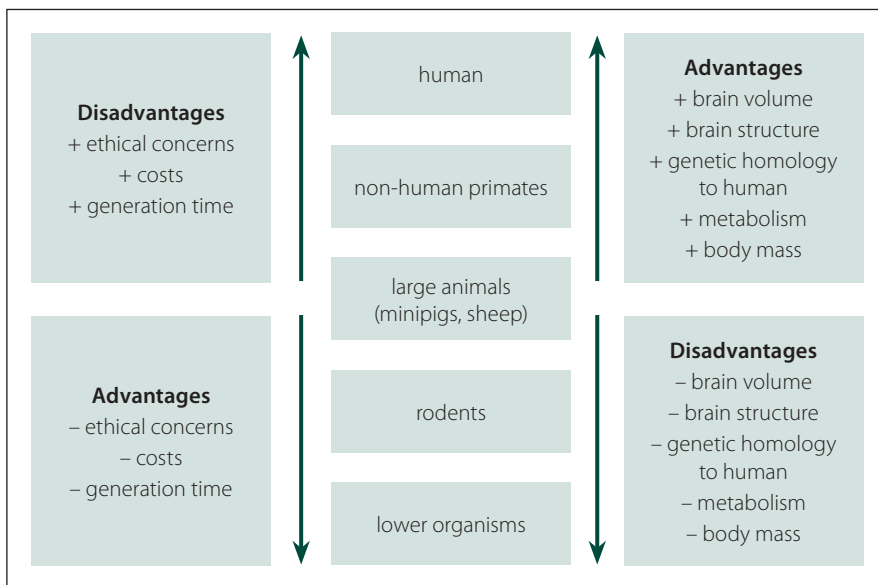 Disadvantages
+ ethical concerns
+ costs
+ generation time
Advantages
– ethical concerns
– costs
– generation time
human
non-human primates
large animals
(minipigs, sheep)
rodents
lower organisms
Advantages
+ brain volume
+ brain structure
+ genetic homology
to human
+ metabolism
+ body mass
Disadvantages
– brain volume
– brain structure
– genetic homology
to human
– metabolism
– body mass